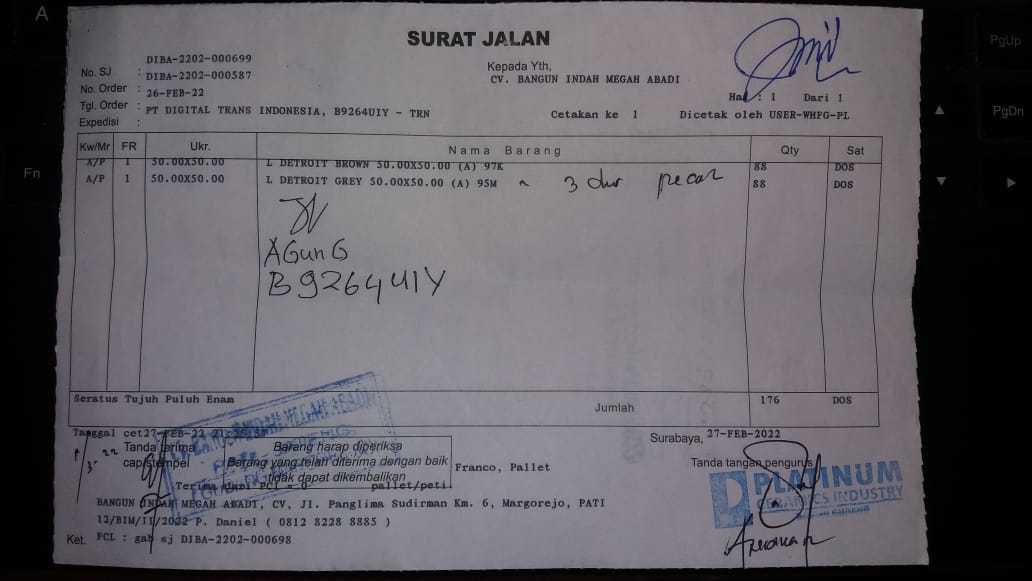 SURAT JALAN
No. SJ : DIBA-2202-000699
No. Order : DIBA-2202-000587
Tgl. Order : 26-FEB-22
Expedisi : PT DIGITAL TRANS INDONESIA, B9264UIY - TRN
Kepada Yth,
CV. BANGUN INDAH MEGAH ABADI
Hal : 1 Dari 1
Cetakan ke 1 Dicetak oleh USER-WHFG-PL
Kw/Mr FR Ukr. Nama Barang Qty Sat
A/P 1 50.00X50.00 L DETROIT BROWN 50.00X50.00 (A) 97K 88 DOS
A/P 1 50.00X50.00 L DETROIT GREY 50.00X50.00 (A) 95M 3 dus pecah 88 DOS
AGunG
B9264UIY
Seratus Tujuh Puluh Enam
Jumlah 176 DOS
Tanggal cet27-FEB-22
Surabaya, 27-FEB-2022
Tanda terima
cap/stempel
Barang harap diperiksa
Barang yang telah diterima dengan baik
tidak dapat dikembalikan
Franco, Pallet
Tanda tangan pengurus
PLATINUM
CERAMICS INDUSTRY
Terima dari PCI = 0 pallet/peti
BANGUN INDAH MEGAH ABADI, CV, Jl. Panglima Sudirman Km. 6, Margorejo, PATI
12/BIM/II/2022 P. Daniel ( 0812 8228 8885 )
Ket. FCL : gab sj DIBA-2202-000698
A
Fn
PgUp
PgDn